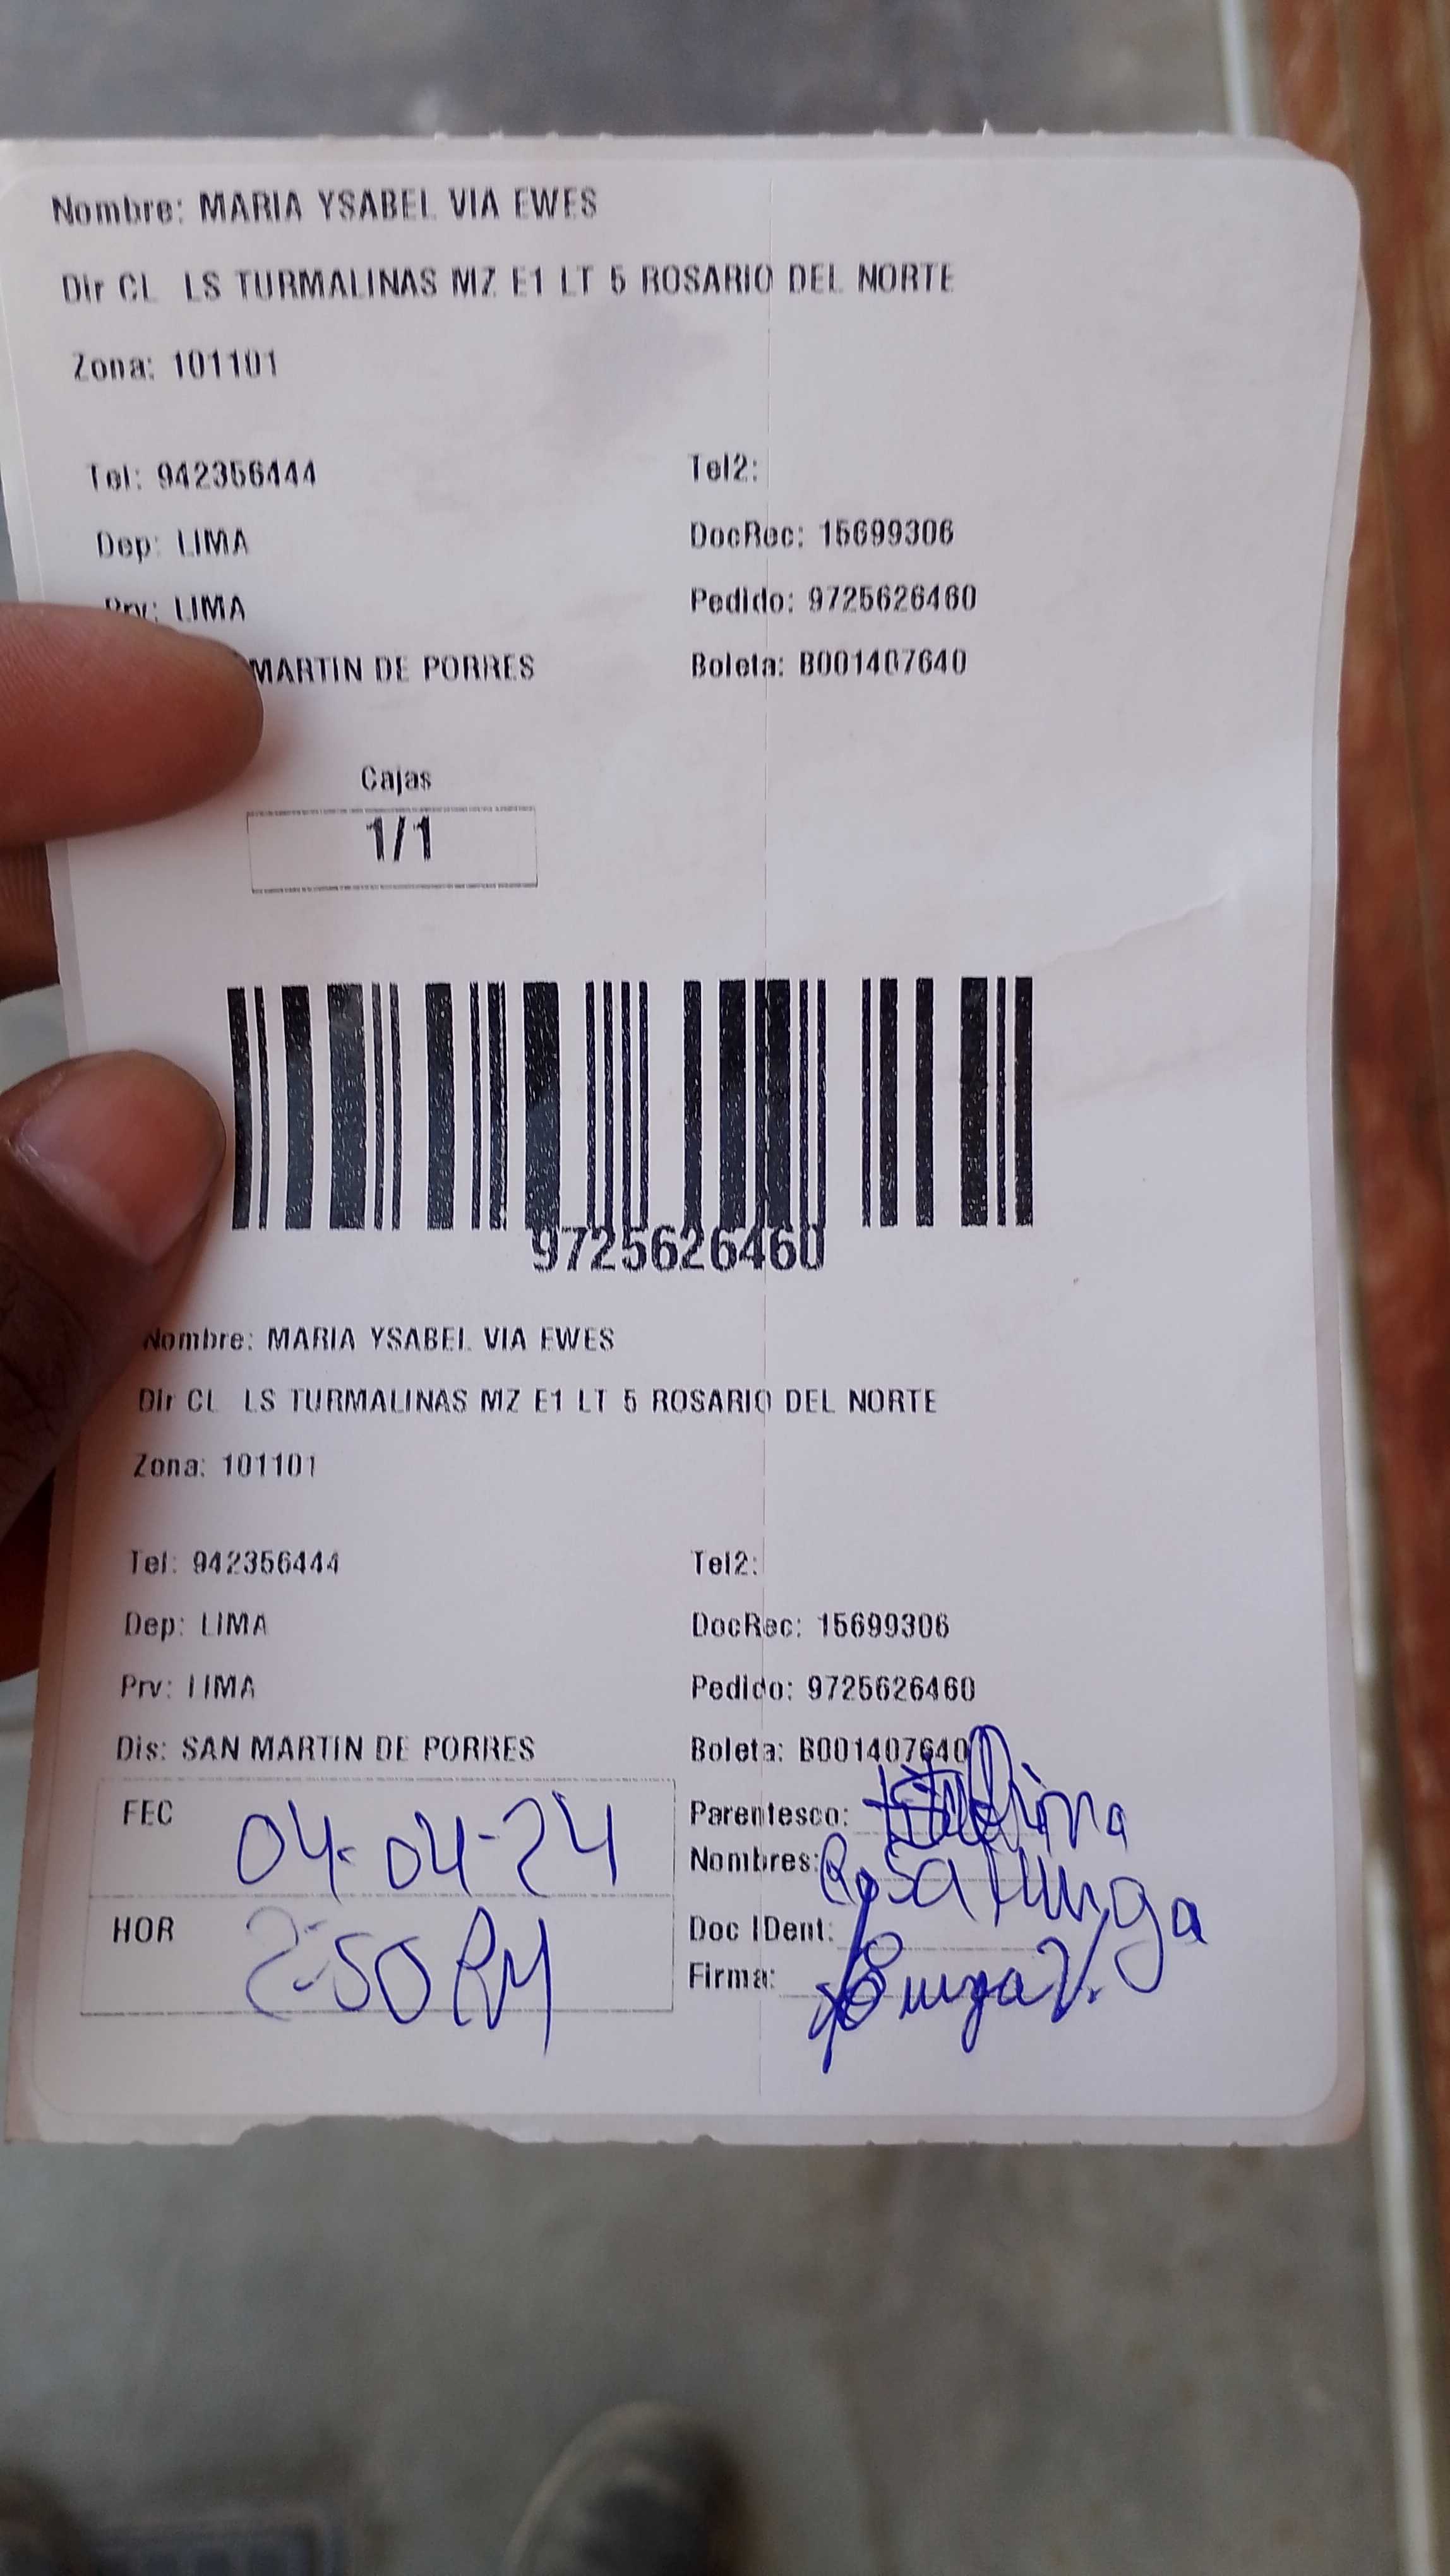 Nombre: MARIA YSABEL VIA EWES
Dir CL LS TURMALINAS MZ E1 LT 5 ROSARIO DEL NORTE
Zona: 101101
Tel: 942356444 Tel2:
Dep: LIMA DocRec: 15699306
Prv: LIMA Pedido: 9725626460
MARTIN DE PORRES Boleta: B001407640
Cajas
1/1
9725626460
Nombre: MARIA YSABEL VIA EWES
Dir CL LS TURMALINAS MZ E1 LT 5 ROSARIO DEL NORTE
Zona: 101101
Tel: 942356444 Tel2:
Dep: LIMA DocRec: 15699306
Prv: LIMA Pedido: 9725626460
Dis: SAN MARTIN DE PORRES Boleta: B001407640
FEC 04-04-24 Parentesco:
Nombres: Rosa
HOR 2:50 PM Doc IDent:
Firma: